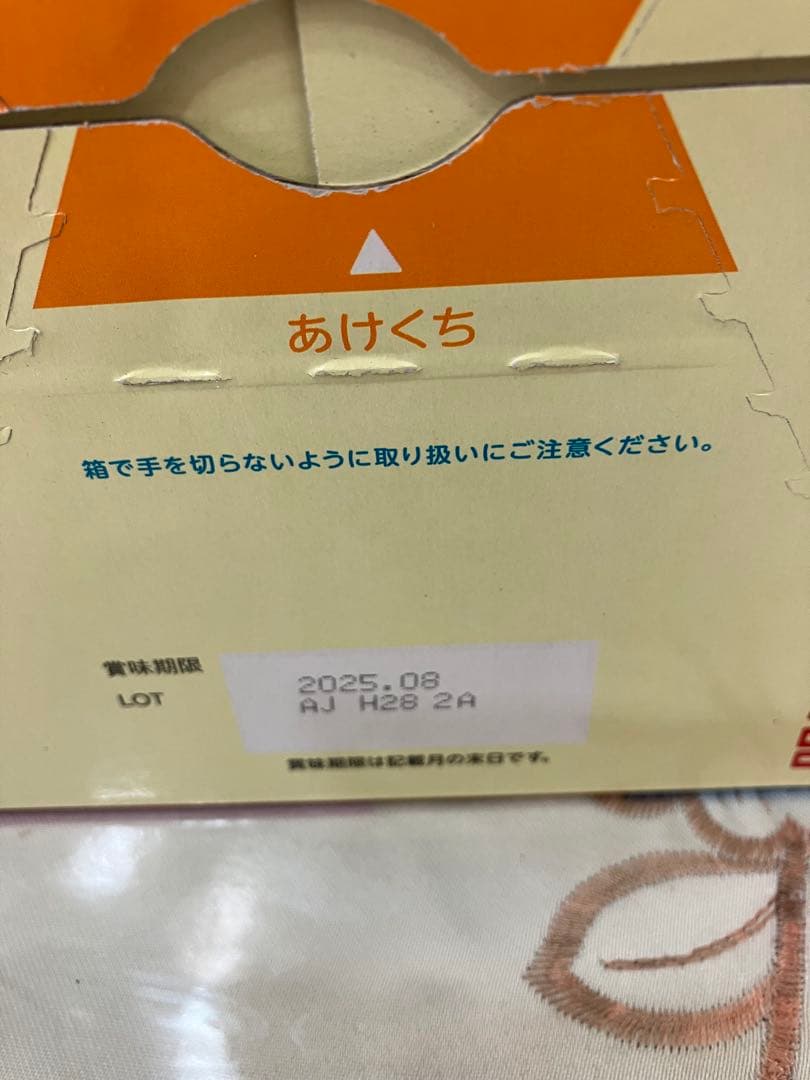 あけくち
箱で手を切らないように取り扱いにご注意ください。
賞味期限
2025.08
LOT
AJ H28 2A
賞味期限は記載月の末日です。